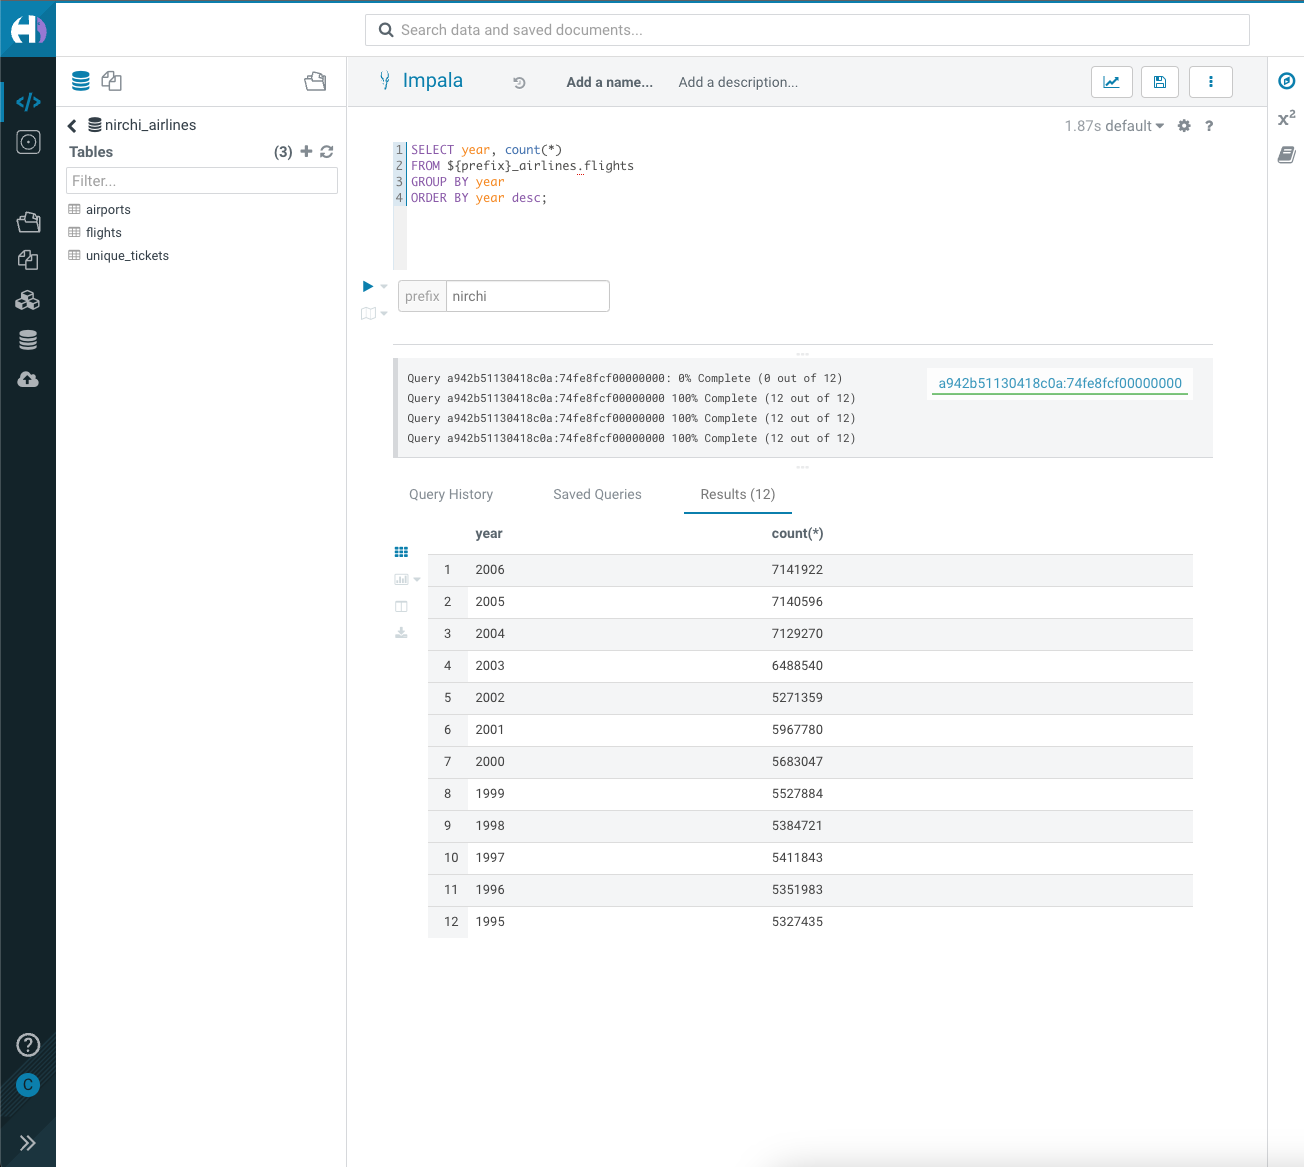 Search data and saved documents...
Impala
Add a name...
Add a description...
nirchi_airlines
Tables (3)
Filter...
airports
flights
unique_tickets
1.87s default
?
x2
1 SELECT year, count(*)
2 FROM ${prefix}_airlines.flights
3 GROUP BY year
4 ORDER BY year desc;
prefix nirchi
Query a942b51130418c0a:74fe8fcf00000000: 0% Complete (0 out of 12)
Query a942b51130418c0a:74fe8fcf00000000 100% Complete (12 out of 12)
Query a942b51130418c0a:74fe8fcf00000000 100% Complete (12 out of 12)
Query a942b51130418c0a:74fe8fcf00000000 100% Complete (12 out of 12)
a942b51130418c0a:74fe8fcf00000000
Query History
Saved Queries
Results (12)
year count(*)
1 2006 7141922
2 2005 7140596
3 2004 7129270
4 2003 6488540
5 2002 5271359
6 2001 5967780
7 2000 5683047
8 1999 5527884
9 1998 5384721
10 1997 5411843
11 1996 5351983
12 1995 5327435
?
C